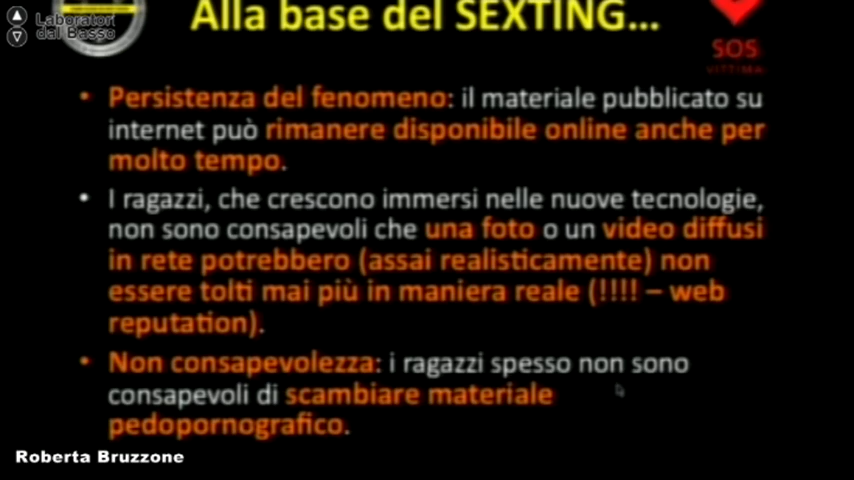 Laboratori
dal Basso
Alla base del SEXTING...
SOS
VITTIMA
• Persistenza del fenomeno: il materiale pubblicato su
internet può rimanere disponibile online anche per
molto tempo.
• I ragazzi, che crescono immersi nelle nuove tecnologie,
non sono consapevoli che una foto o un video diffusi
in rete potrebbero (assai realisticamente) non
essere tolti mai più in maniera reale (!!!! – web
reputation).
• Non consapevolezza: i ragazzi spesso non sono
consapevoli di scambiare materiale
pedopornografico.
Roberta Bruzzone